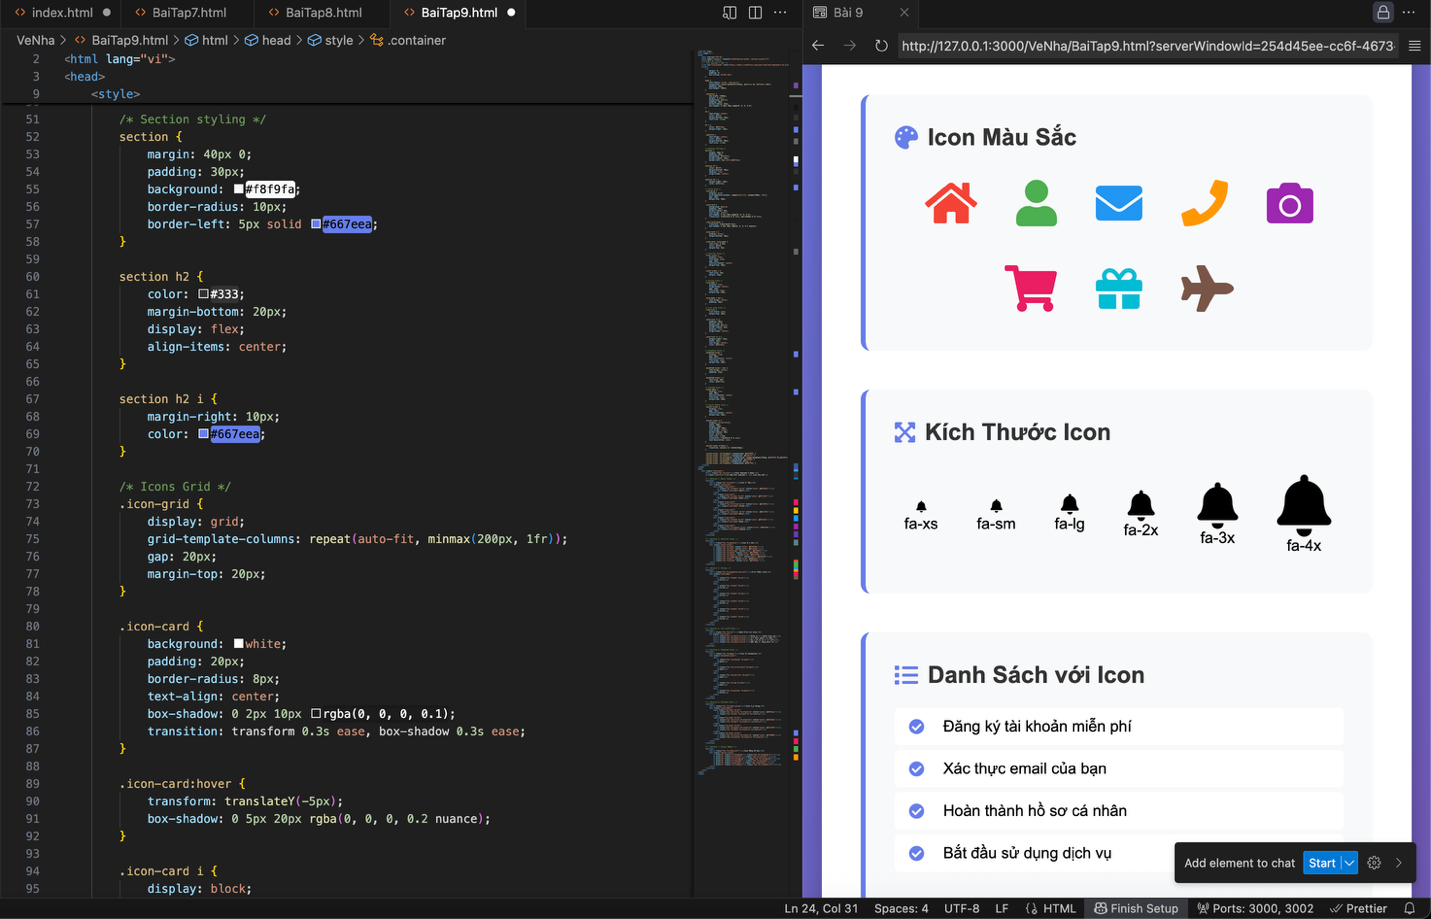 index.html
BaiTap7.html
BaiTap8.html
BaiTap9.html
Bài 9
VeNha > BaiTap9.html > html > head > style > .container
http://127.0.0.1:3000/VeNha/BaiTap9.html?serverWindowId=254d45ee-cc6f-4673-
2 <html lang="vi">
3 <head>
9 <style>
51 /* Section styling */
52 section {
53 margin: 40px 0;
54 padding: 30px;
55 background: #f8f9fa;
56 border-radius: 10px;
57 border-left: 5px solid #667eea;
58 }
59
60 section h2 {
61 color: #333;
62 margin-bottom: 20px;
63 display: flex;
64 align-items: center;
65 }
66
67 section h2 i {
68 margin-right: 10px;
69 color: #667eea;
70 }
71
72 /* Icons Grid */
73 .icon-grid {
74 display: grid;
75 grid-template-columns: repeat(auto-fit, minmax(200px, 1fr));
76 gap: 20px;
77 margin-top: 20px;
78 }
79
80 .icon-card {
81 background: white;
82 padding: 20px;
83 border-radius: 8px;
84 text-align: center;
85 box-shadow: 0 2px 10px rgba(0, 0, 0, 0.1);
86 transition: transform 0.3s ease, box-shadow 0.3s ease;
87 }
88
89 .icon-card:hover {
90 transform: translateY(-5px);
91 box-shadow: 0 5px 20px rgba(0, 0, 0, 0.2 nuance);
92 }
93
94 .icon-card i {
95 display: block;
Icon Màu Sắc
Kích Thước Icon
fa-xs
fa-sm
fa-lg
fa-2x
fa-3x
fa-4x
Danh Sách với Icon
Đăng ký tài khoản miễn phí
Xác thực email của bạn
Hoàn thành hồ sơ cá nhân
Bắt đầu sử dụng dịch vụ
Add element to chat Start
Ln 24, Col 31 Spaces: 4 UTF-8 LF {} HTML Finish Setup Ports: 3000, 3002 Prettier